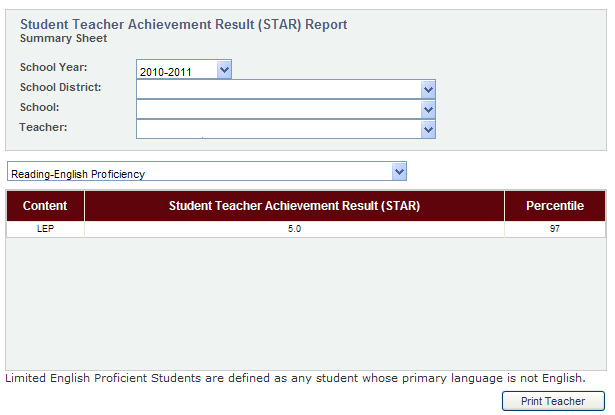 Student Teacher Achievement Result (STAR) Report
Summary Sheet
School Year: 2010-2011
School District:
School:
Teacher:
Reading-English Proficiency
Content Student Teacher Achievement Result (STAR) Percentile
LEP 5.0 97
Limited English Proficient Students are defined as any student whose primary language is not English.
Print Teacher